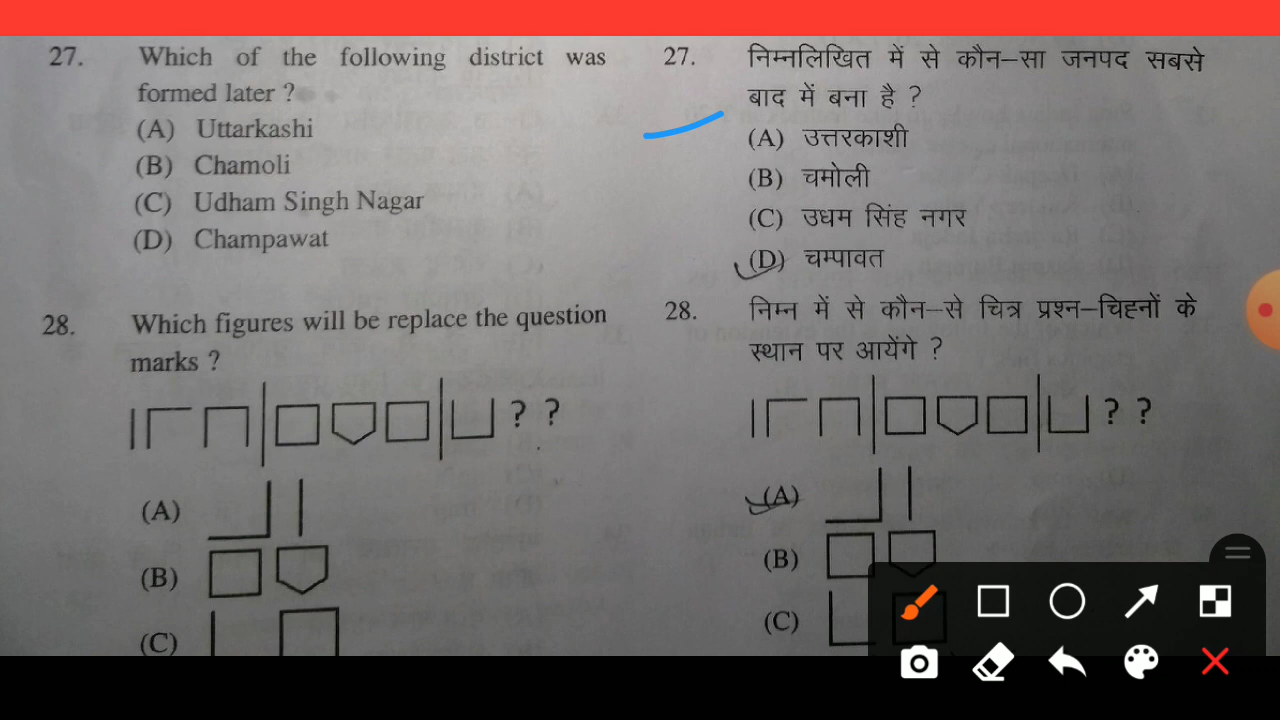 27. Which of the following district was
formed later ?
(A) Uttarkashi
(B) Chamoli
(C) Udham Singh Nagar
(D) Champawat
28. Which figures will be replace the question
marks ?
? ?
(A)
(B)
(C)
27. निम्नलिखित में से कौन–सा जनपद सबसे
बाद में बना है ?
(A) उत्तरकाशी
(B) चमोली
(C) उधम सिंह नगर
(D) चम्पावत
28. निम्न में से कौन–से चित्र प्रश्न–चिह्नों के
स्थान पर आयेंगे ?
? ?
(A)
(B)
(C)